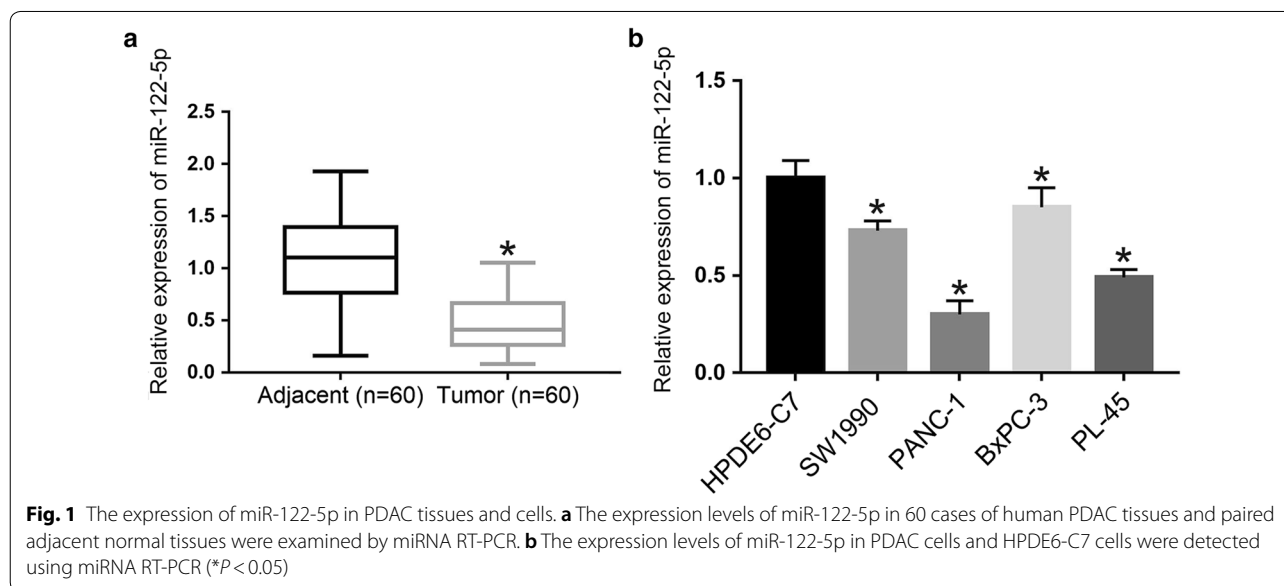 a
Relative expression of miR-122-5p
2.5
2.0
1.5
1.0
0.5
0.0
*
Adjacent (n=60) Tumor (n=60)
b
Relative expression of miR-122-5p
1.5
1.0
0.5
0.0
*
*
*
*
HPDE6-C7
SW1990
PANC-1
BxPC-3
PL-45
Fig. 1 The expression of miR-122-5p in PDAC tissues and cells. a The expression levels of miR-122-5p in 60 cases of human PDAC tissues and paired
adjacent normal tissues were examined by miRNA RT-PCR. b The expression levels of miR-122-5p in PDAC cells and HPDE6-C7 cells were detected
using miRNA RT-PCR (*P < 0.05)